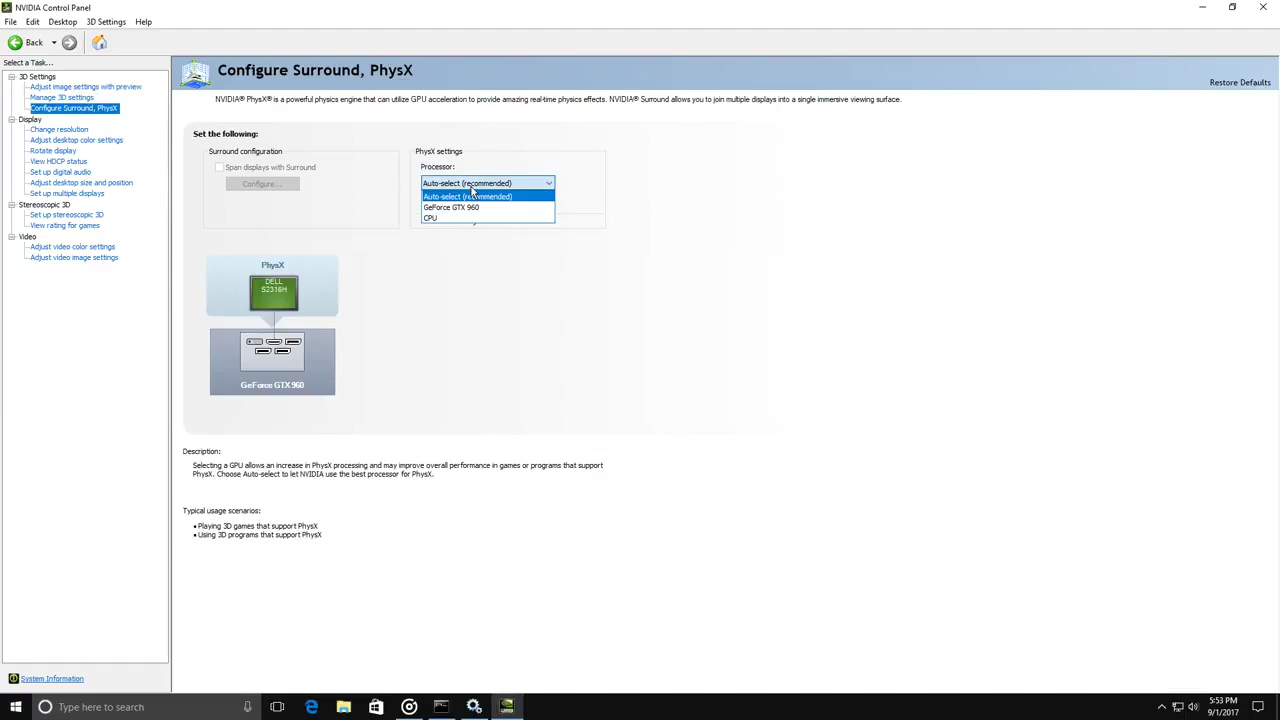 NVIDIA Control Panel
File Edit Desktop 3D Settings Help
Back
Select a Task...
3D Settings
Adjust image settings with preview
Manage 3D settings
Configure Surround, PhysX
Display
Change resolution
Adjust desktop color settings
Rotate display
View HDCP status
Set up digital audio
Adjust desktop size and position
Set up multiple displays
Stereoscopic 3D
Set up stereoscopic 3D
View rating for games
Video
Adjust video color settings
Adjust video image settings
System Information
Configure Surround, PhysX
Restore Defaults
NVIDIA® PhysX® is a powerful physics engine that can utilize GPU acceleration to provide amazing real-time physics effects. NVIDIA® Surround allows you to join multiple displays into a single immersive viewing surface.
Set the following:
Surround configuration
Span displays with Surround
Configure...
PhysX settings
Processor:
Auto-select (recommended)
Auto-select (recommended)
GeForce GTX 960
CPU
PhysX
DELL
S2316H
GeForce GTX 960
Description:
Selecting a GPU allows an increase in PhysX processing and may improve overall performance in games or programs that support
PhysX. Choose Auto-select to let NVIDIA use the best processor for PhysX.
Typical usage scenarios:
• Playing 3D games that support PhysX
• Using 3D programs that support PhysX
Type here to search
5:53 PM
9/1/2017